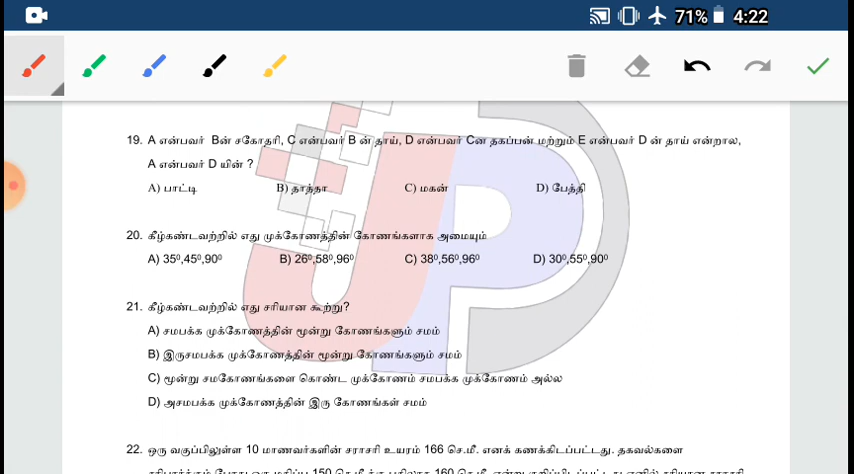 71% 4:22
19. A என்பவர் Bன் சகோதரி, C என்பவர் B ன் தாய், D என்பவர் Cன தகப்பன் மற்றும் E என்பவர் D ன் தாய் என்றால,
A என்பவர் D யின் ?
A) பாட்டி B) தாத்தா C) மகன் D) பேத்தி
20. கீழ்கண்டவற்றில் எது முக்கோணத்தின் கோணங்களாக அமையும்
A) 35⁰,45⁰,90⁰ B) 26⁰,58⁰,96⁰ C) 38⁰,56⁰,96⁰ D) 30⁰,55⁰,90⁰
21. கீழ்கண்டவற்றில் எது சரியான கூற்று?
A) சமபக்க முக்கோணத்தின் மூன்று கோணங்களும் சமம்
B) இருசமபக்க முக்கோணத்தின் மூன்று கோணங்களும் சமம்
C) மூன்று சமகோணங்களை கொண்ட முக்கோணம் சமபக்க முக்கோணம் அல்ல
D) அசமபக்க முக்கோணத்தின் இரு கோணங்கள் சமம்
22. ஒரு வகுப்பிலுள்ள 10 மாணவர்களின் சராசரி உயரம் 166 செ.மீ. எனக் கணக்கிடப்பட்டது. தகவல்களை